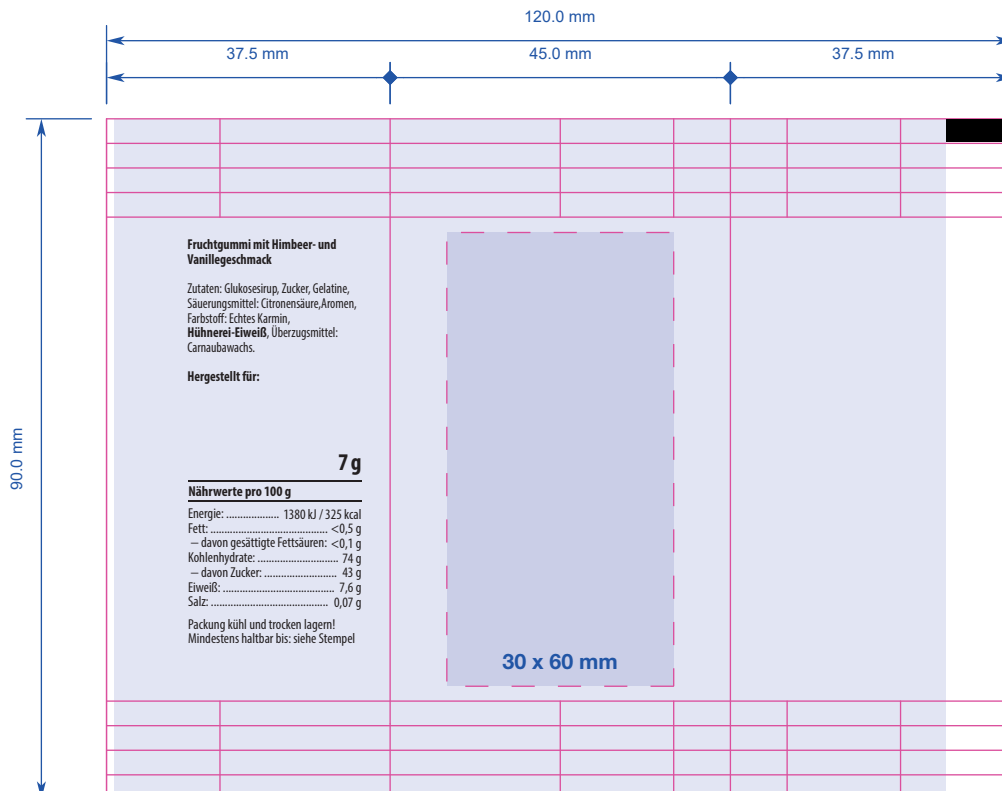 120.0 mm
37.5 mm
45.0 mm
37.5 mm
90.0 mm
Fruchtgummi mit Himbeer- und
Vanillegeschmack
Zutaten: Glukosesirup, Zucker, Gelatine,
Säuerungsmittel: Citronensäure,Aromen,
Farbstoff: Echtes Karmin,
Hühnerei-Eiweiß, Überzugsmittel:
Carnaubawachs.
Hergestellt für:
7 g
Nährwerte pro 100 g
Energie: ................... 1380 kJ / 325 kcal
Fett: .......................................... <0,5 g
– davon gesättigte Fettsäuren: <0,1 g
Kohlenhydrate: ............................. 74 g
– davon Zucker: .......................... 43 g
Eiweiß: ........................................ 7,6 g
Salz: .......................................... 0,07 g
Packung kühl und trocken lagern!
Mindestens haltbar bis: siehe Stempel
30 x 60 mm